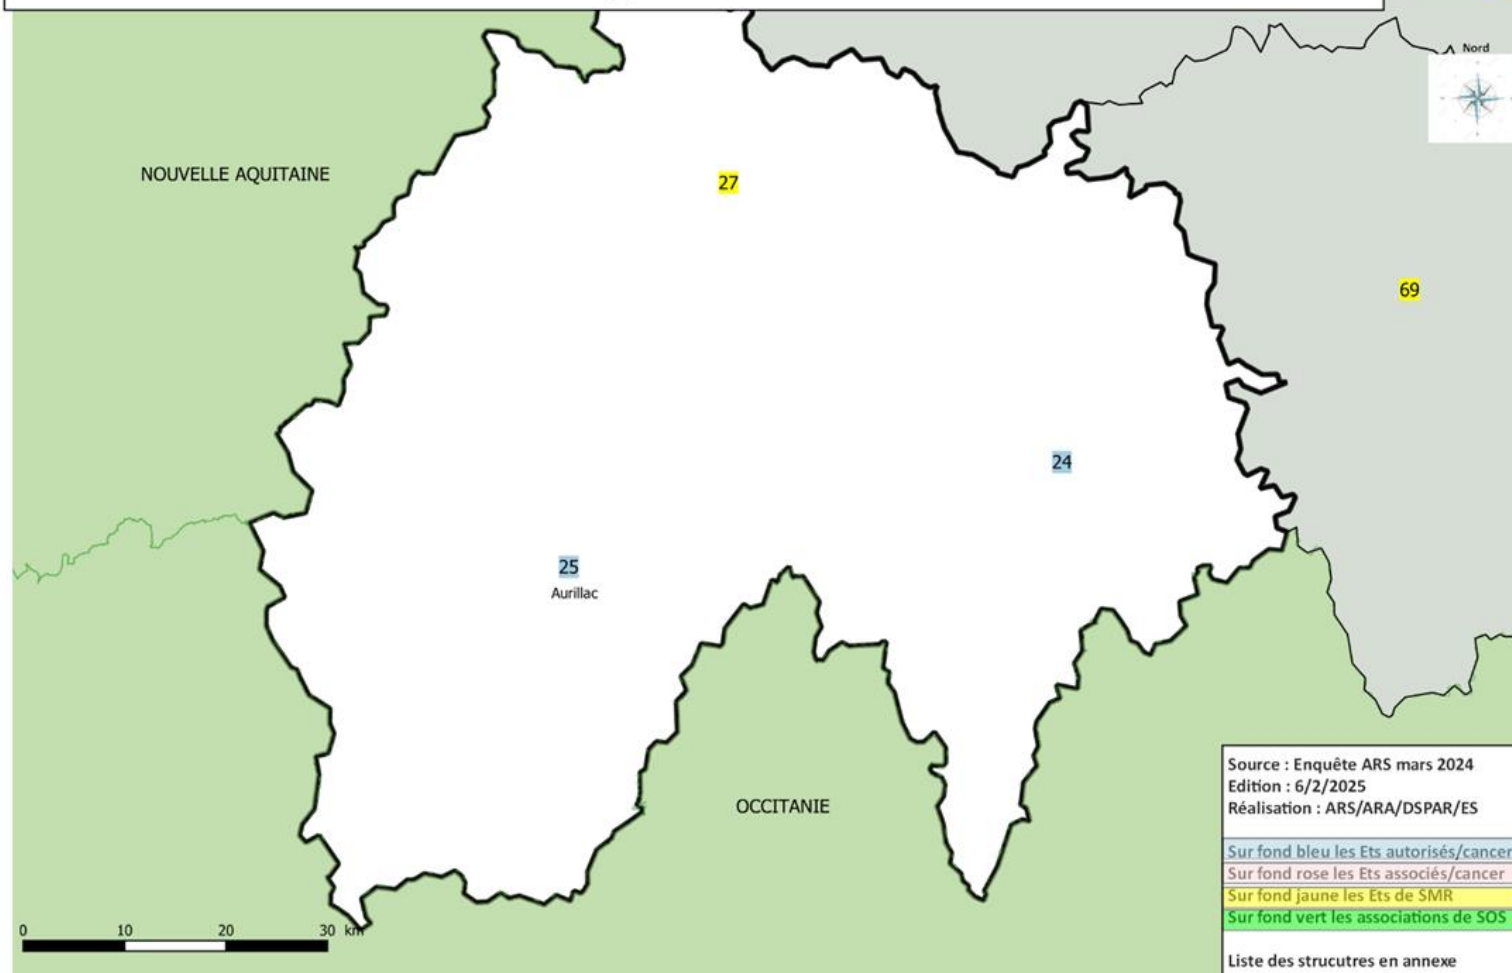 Nord
NOUVELLE AQUITAINE
27
69
24
25
Aurillac
OCCITANIE
Source : Enquête ARS mars 2024
Edition : 6/2/2025
Réalisation : ARS/ARA/DSPAR/ES
Sur fond bleu les Ets autorisés/cancer
Sur fond rose les Ets associés/cancer
Sur fond jaune les Ets de SMR
Sur fond vert les associations de SOS
Liste des strucutres en annexe
0 10 20 30 km